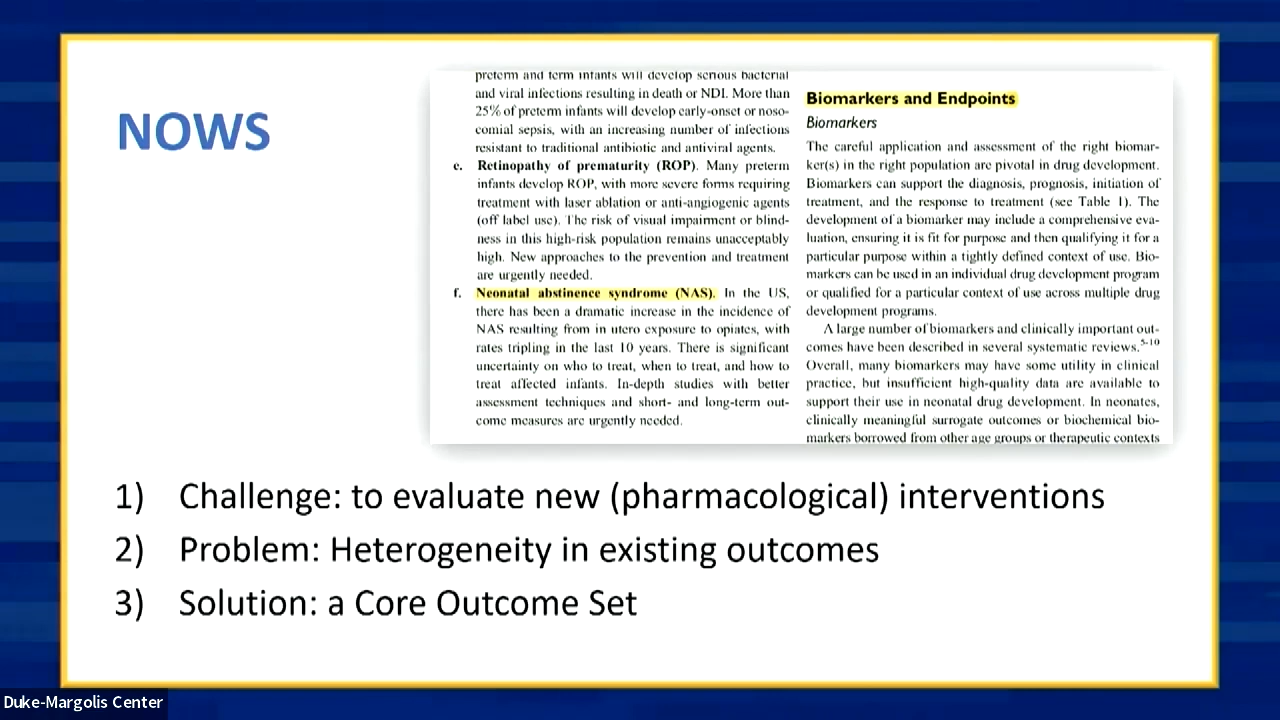 NOWS
preterm and term infants will develop serious bacterial
and viral infections resulting in death or NDI. More than
25% of preterm infants will develop early-onset or noso-
comial sepsis, with an increasing number of infections
resistant to traditional antibiotic and antiviral agents.
e. Retinopathy of prematurity (ROP). Many preterm
infants develop ROP, with more severe forms requiring
treatment with laser ablation or anti-angiogenic agents
(off label use). The risk of visual impairment or blind-
ness in this high-risk population remains unacceptably
high. New approaches to the prevention and treatment
are urgently needed.
f. Neonatal abstinence syndrome (NAS). In the US,
there has been a dramatic increase in the incidence of
NAS resulting from in utero exposure to opiates, with
rates tripling in the last 10 years. There is significant
uncertainty on who to treat, when to treat, and how to
treat affected infants. In-depth studies with better
assessment techniques and short- and long-term out-
come measures are urgently needed.
Biomarkers and Endpoints
Biomarkers
The careful application and assessment of the right biomar-
ker(s) in the right population are pivotal in drug development.
Biomarkers can support the diagnosis, prognosis, initiation of
treatment, and the response to treatment (see Table 1). The
development of a biomarker may include a comprehensive eva-
luation, ensuring it is fit for purpose and then qualifying it for a
particular purpose within a tightly defined context of use. Bio-
markers can be used in an individual drug development program
or qualified for a particular context of use across multiple drug
development programs.
A large number of biomarkers and clinically important out-
comes have been described in several systematic reviews.5-10
Overall, many biomarkers may have some utility in clinical
practice, but insufficient high-quality data are available to
support their use in neonatal drug development. In neonates,
clinically meaningful surrogate outcomes or biochemical bio-
markers borrowed from other age groups or therapeutic contexts
1) Challenge: to evaluate new (pharmacological) interventions
2) Problem: Heterogeneity in existing outcomes
3) Solution: a Core Outcome Set
Duke-Margolis Center